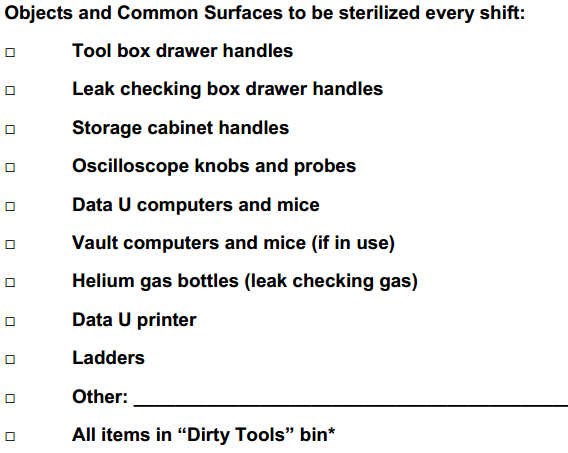 Objects and Common Surfaces to be sterilized every shift:
□ Tool box drawer handles
□ Leak checking box drawer handles
□ Storage cabinet handles
□ Oscilloscope knobs and probes
□ Data U computers and mice
□ Vault computers and mice (if in use)
□ Helium gas bottles (leak checking gas)
□ Data U printer
□ Ladders
□ Other: ___________________________________________
□ All items in “Dirty Tools” bin*